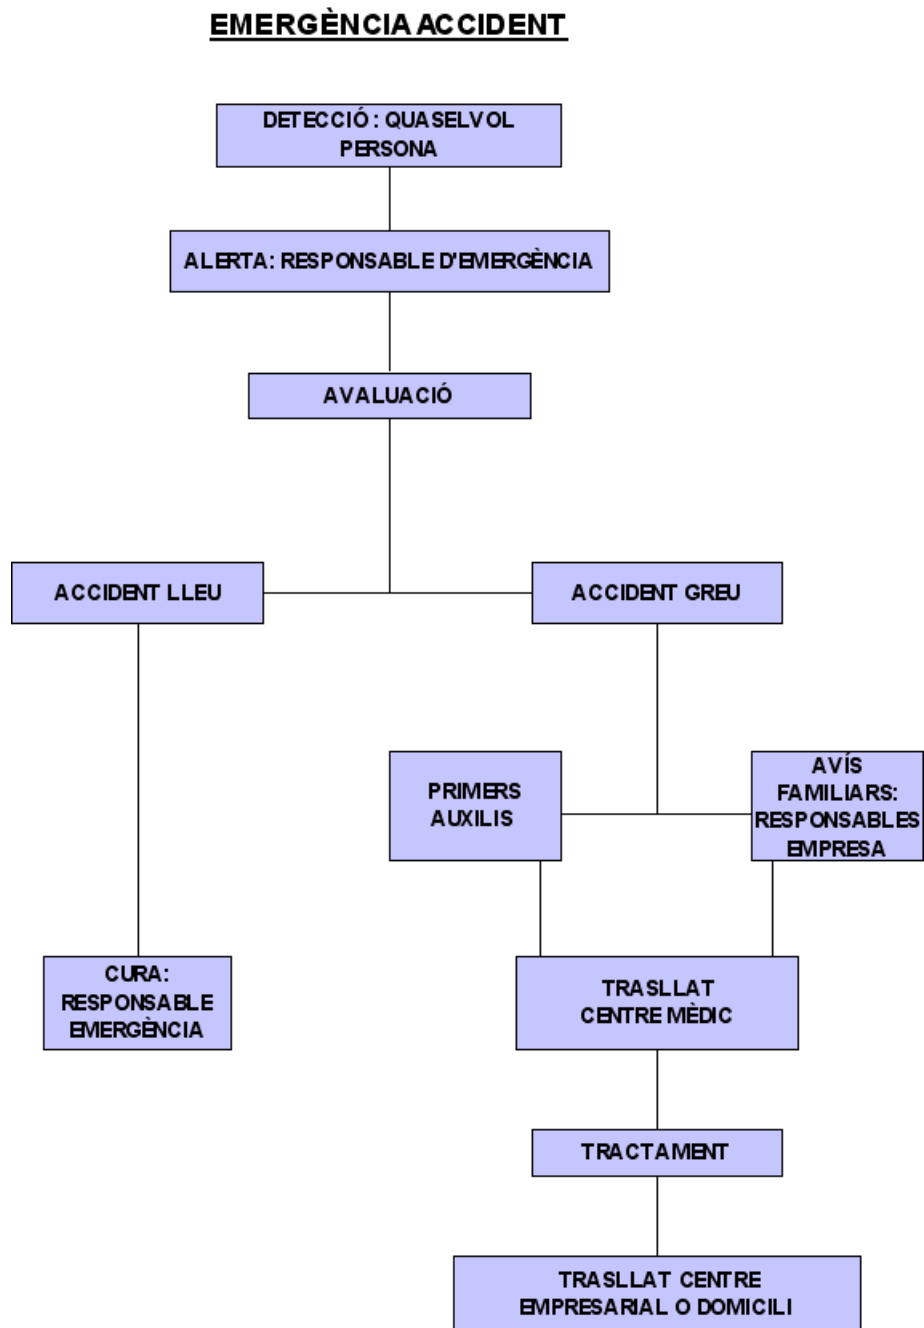 EMERGÈNCIA ACCIDENT
DETECCIÓ : QUASELVOL
PERSONA
ALERTA: RESPONSABLE D'EMERGÈNCIA
AVALUACIÓ
ACCIDENT LLEU
ACCIDENT GREU
PRIMERS
AUXILIS
AVÍS
FAMILIARS:
RESPONSABLES
EMPRESA
CURA:
RESPONSABLE
EMERGÈNCIA
TRASLLAT
CENTRE MÈDIC
TRACTAMENT
TRASLLAT CENTRE
EMPRESARIAL O DOMICILI